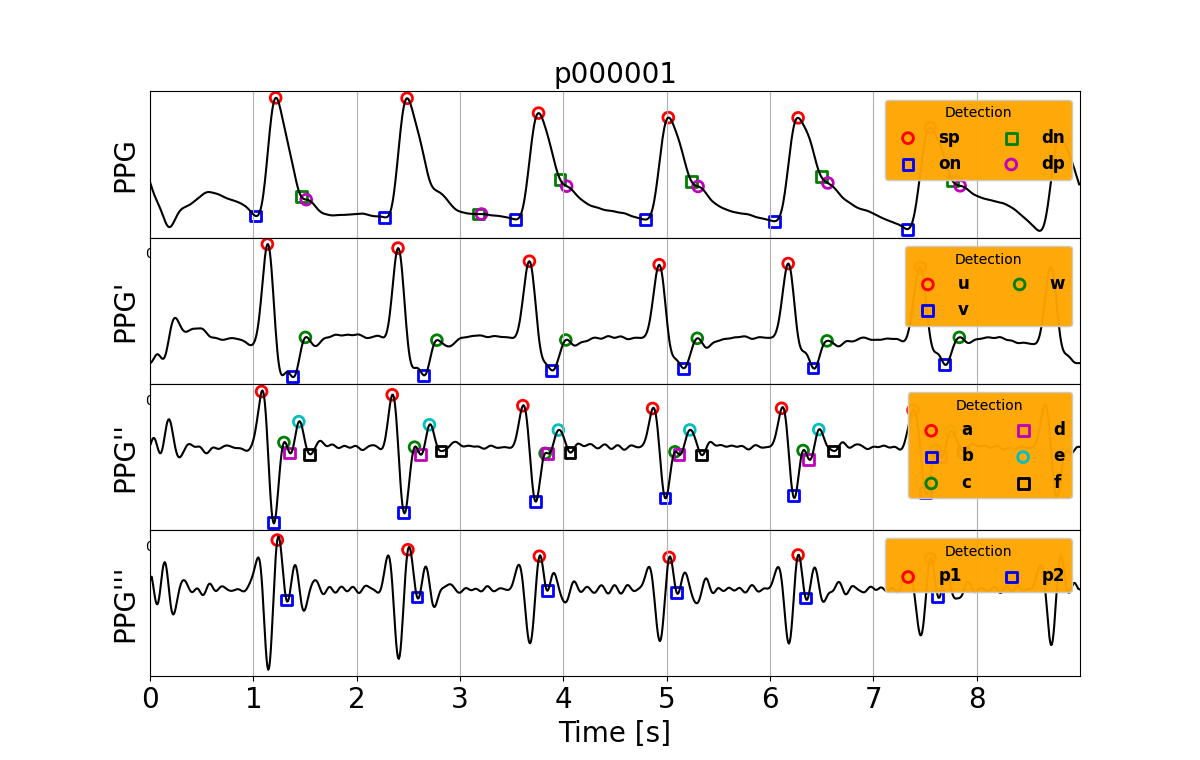 p000001
PPG
Detection
sp dn
on dp
PPG'
Detection
u w
v
PPG''
Detection
a d
b e
c f
PPG'''
Detection
p1 p2
0 1 2 3 4 5 6 7 8
Time [s]